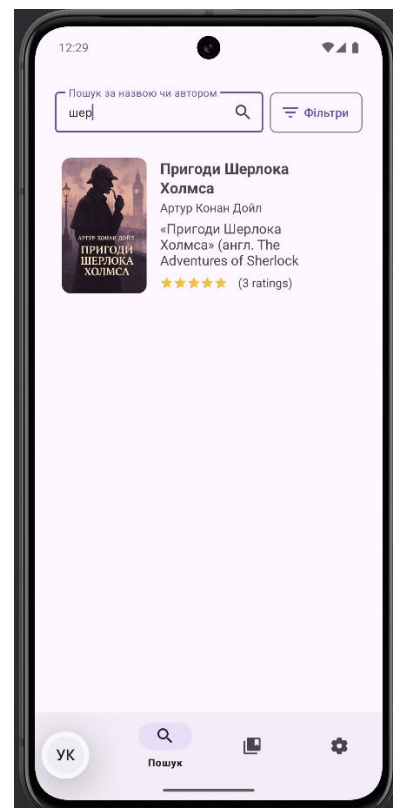 12:29
Пошук за назвою чи автором
шер
Фільтри
АРТУР КОНАН ДОЙЛ
ПРИГОДИ
ШЕРЛОКА
ХОЛМСА
Пригоди Шерлока
Холмса
Артур Конан Дойл
«Пригоди Шерлока
Холмса» (англ. The
Adventures of Sherlock
(3 ratings)
УК
Пошук